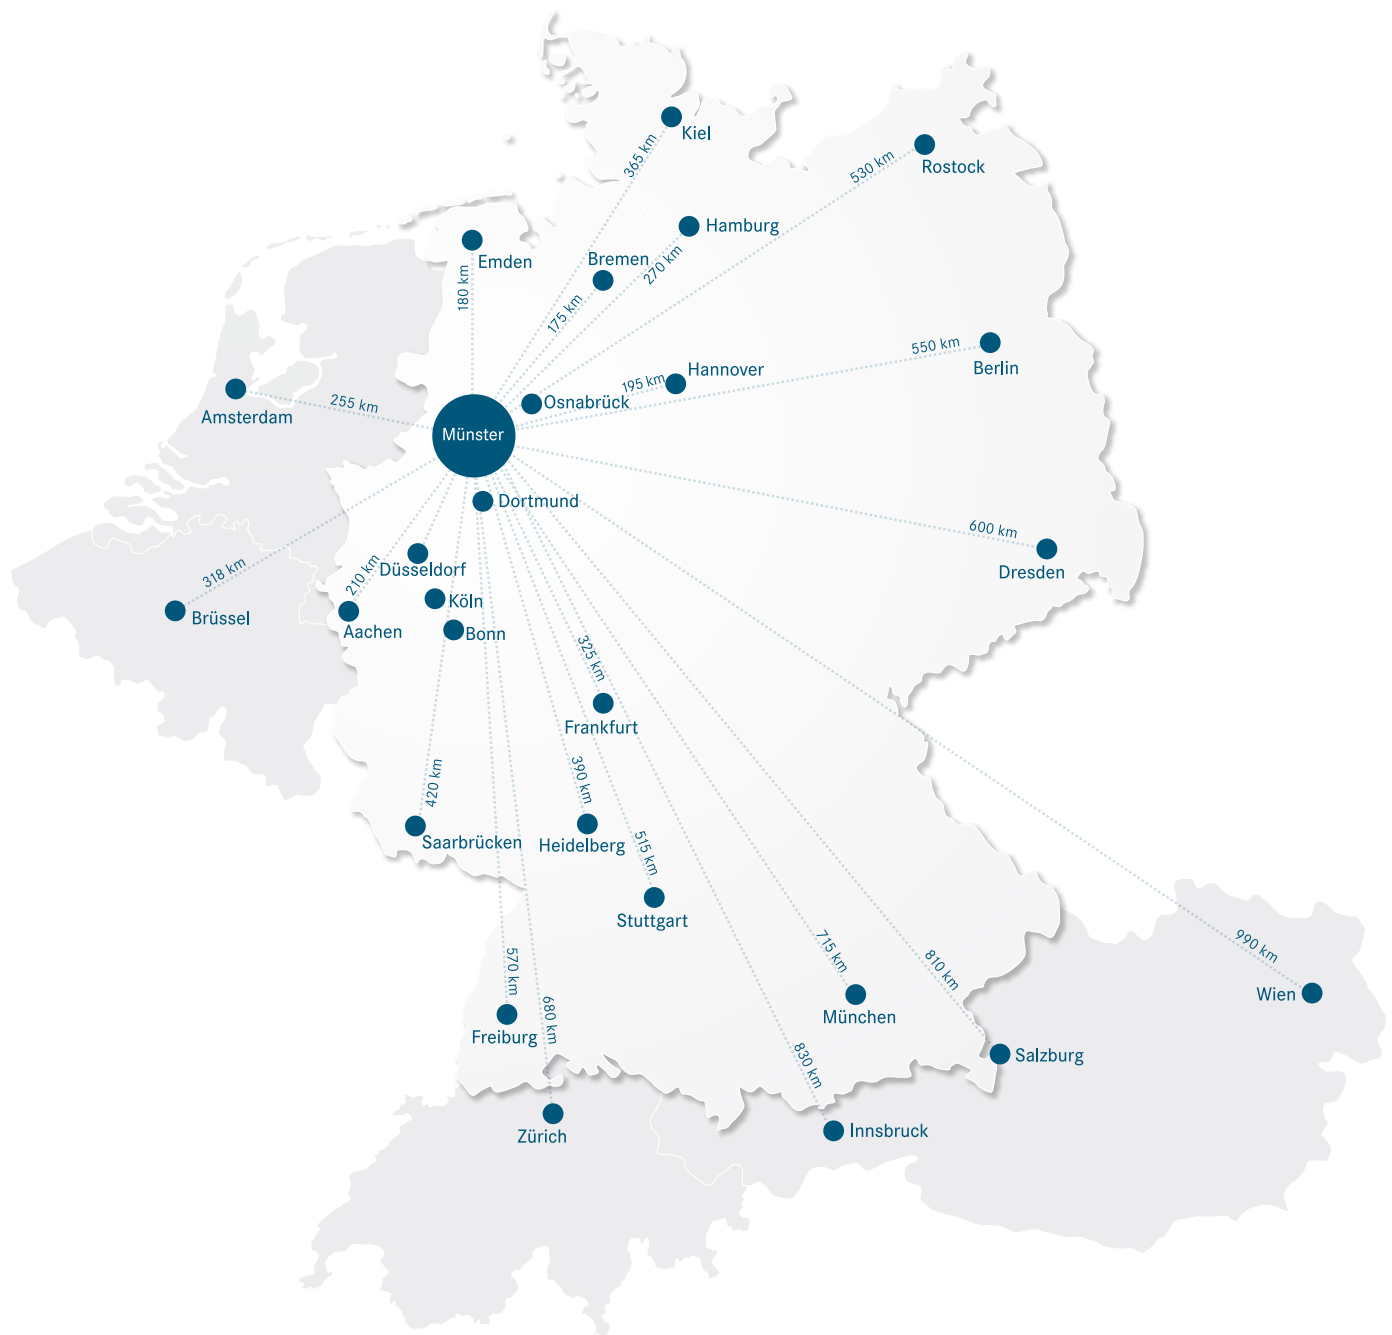 Kiel
365 km
530 km
Rostock
Hamburg
270 km
Emden
180 km
Bremen
175 km
550 km
Berlin
Hannover
195 km
Osnabrück
Amsterdam
255 km
Münster
Dortmund
600 km
Dresden
318 km
Brüssel
210 km
Düsseldorf
Köln
Aachen
Bonn
325 km
Frankfurt
420 km
Saarbrücken
390 km
Heidelberg
515 km
Stuttgart
570 km
Freiburg
680 km
Zürich
715 km
München
810 km
Salzburg
990 km
Wien
830 km
Innsbruck